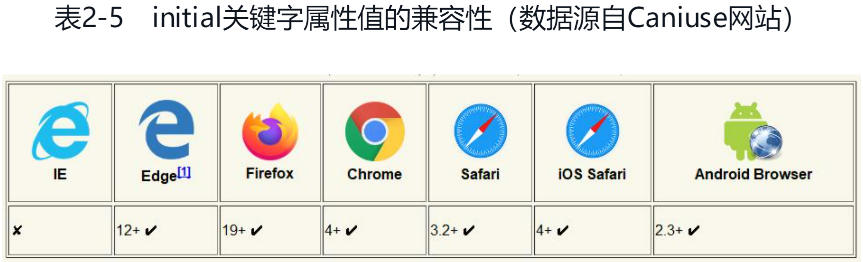 表2-5 initial关键字属性值的兼容性（数据源自Caniuse网站）
IE Edge[1] Firefox Chrome Safari iOS Safari Android Browser
✘ 12+ ✔ 19+ ✔ 4+ ✔ 3.2+ ✔ 4+ ✔ 2.3+ ✔